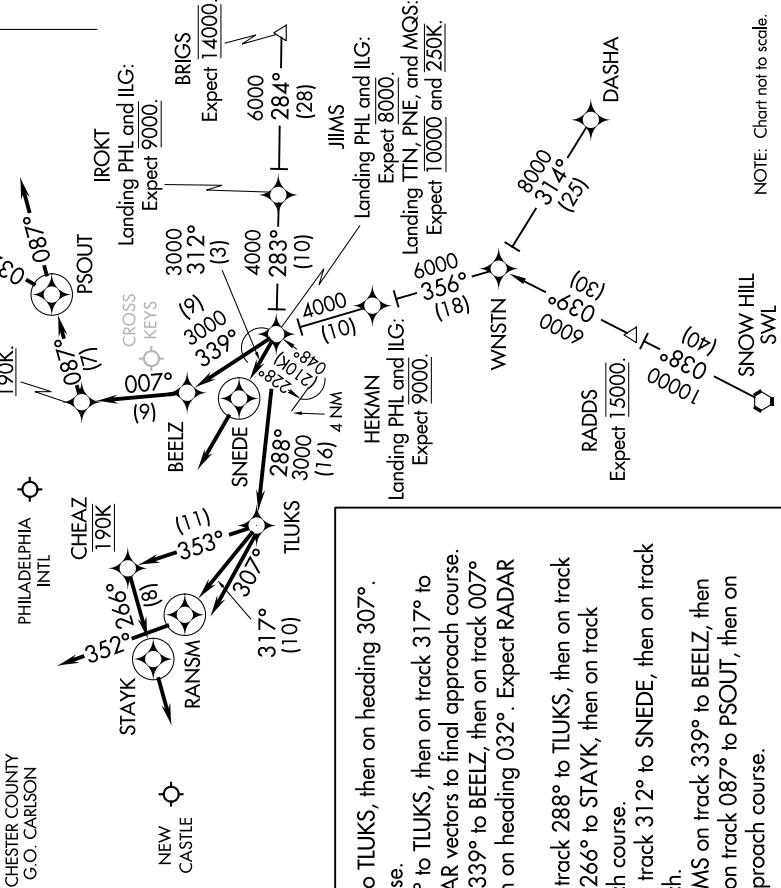 NOTE: Chart not to scale.
BRIGS
Expect 14000.
6000
284°
(28)
IROKT
Landing PHL and ILG:
Expect 9000.
JIIMS
Landing PHL and ILG:
Expect 8000.
Landing TTN, PNE, and MQS:
Expect 10000 and 250K.
DASHA
8000
314°
(25)
087°
PSOUT
087°
(7)
190K.
CROSS
KEYS
007°
(9)
BEELZ
(9)
3000
339°
3000
312°
(3)
4000
283°
(10)
SNEDE
048°
(210K)
228°
4 NM
4000
(10)
HEKMN
Landing PHL and ILG:
Expect 9000.
6000
356°
(18)
WNSTN
039°
(30)
6000
RADDS
Expect 15000.
038°
(40)
10000
SNOW HILL
SWL
288°
3000
(16)
TLUKS
PHILADELPHIA
INTL
CHEAZ
190K
(11)
353°
266°
(8)
352°
307°
317°
(10)
STAYK
RANSM
CHESTER COUNTY
G.O. CARLSON
NEW
CASTLE
o TLUKS, then on heading 307°.
se.
° to TLUKS, then on track 317° to
AR vectors to final approach course.
339° to BEELZ, then on track 007°
n on heading 032°. Expect RADAR
track 288° to TLUKS, then on track
266° to STAYK, then on track
ch course.
track 312° to SNEDE, then on track
ch.
MS on track 339° to BEELZ, then
on track 087° to PSOUT, then on
proach course.